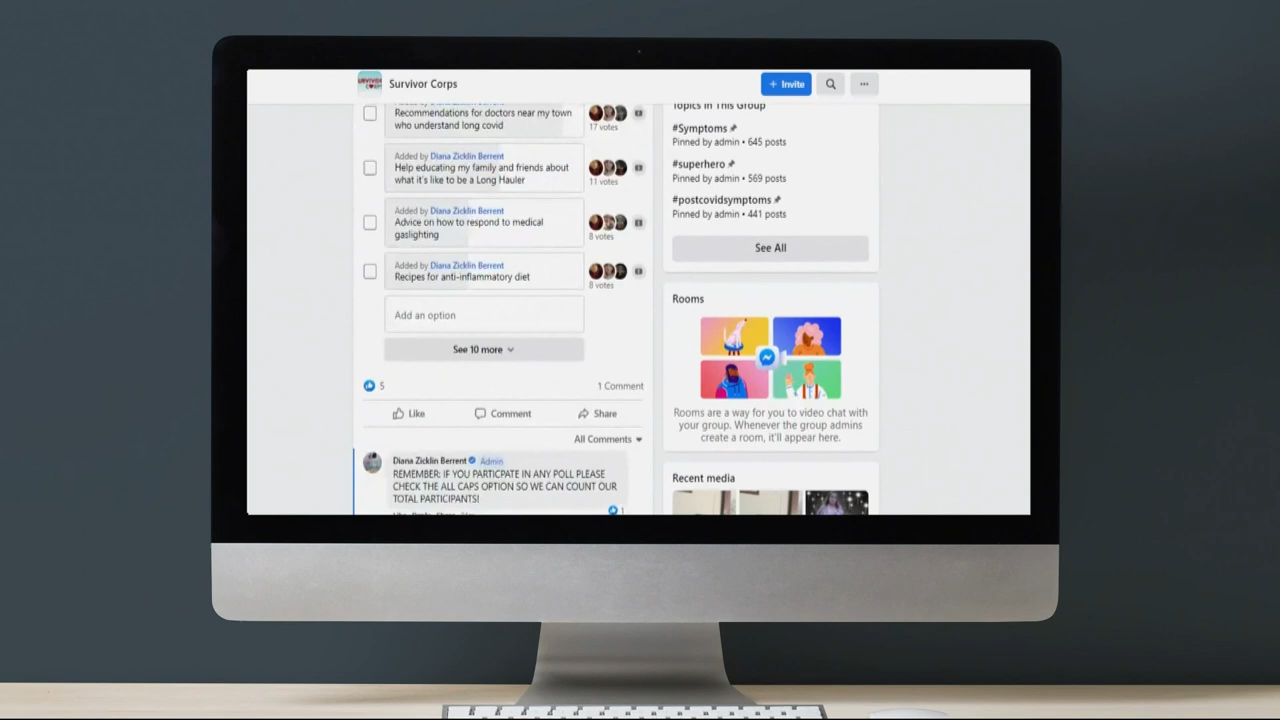 Survivor Corps
+ Invite
Recommendations for doctors near my town
who understand long covid
17 votes
Added by Diana Zicklin Berrent
Help educating my family and friends about
what it's like to be a Long Hauler
11 votes
Added by Diana Zicklin Berrent
Advice on how to respond to medical
gaslighting
8 votes
Added by Diana Zicklin Berrent
Recipes for anti-inflammatory diet
8 votes
Add an option
See 10 more
5
1 Comment
Like
Comment
Share
All Comments
Diana Zicklin Berrent Admin
REMEMBER: IF YOU PARTICPATE IN ANY POLL PLEASE
CHECK THE ALL CAPS OPTION SO WE CAN COUNT OUR
TOTAL PARTICIPANTS!
1
Topics in This Group
#Symptoms
Pinned by admin • 645 posts
#superhero
Pinned by admin • 569 posts
#postcovidsymptoms
Pinned by admin • 441 posts
See All
Rooms
Rooms are a way for you to video chat with
your group. Whenever the group admins
create a room, it'll appear here.
Recent media